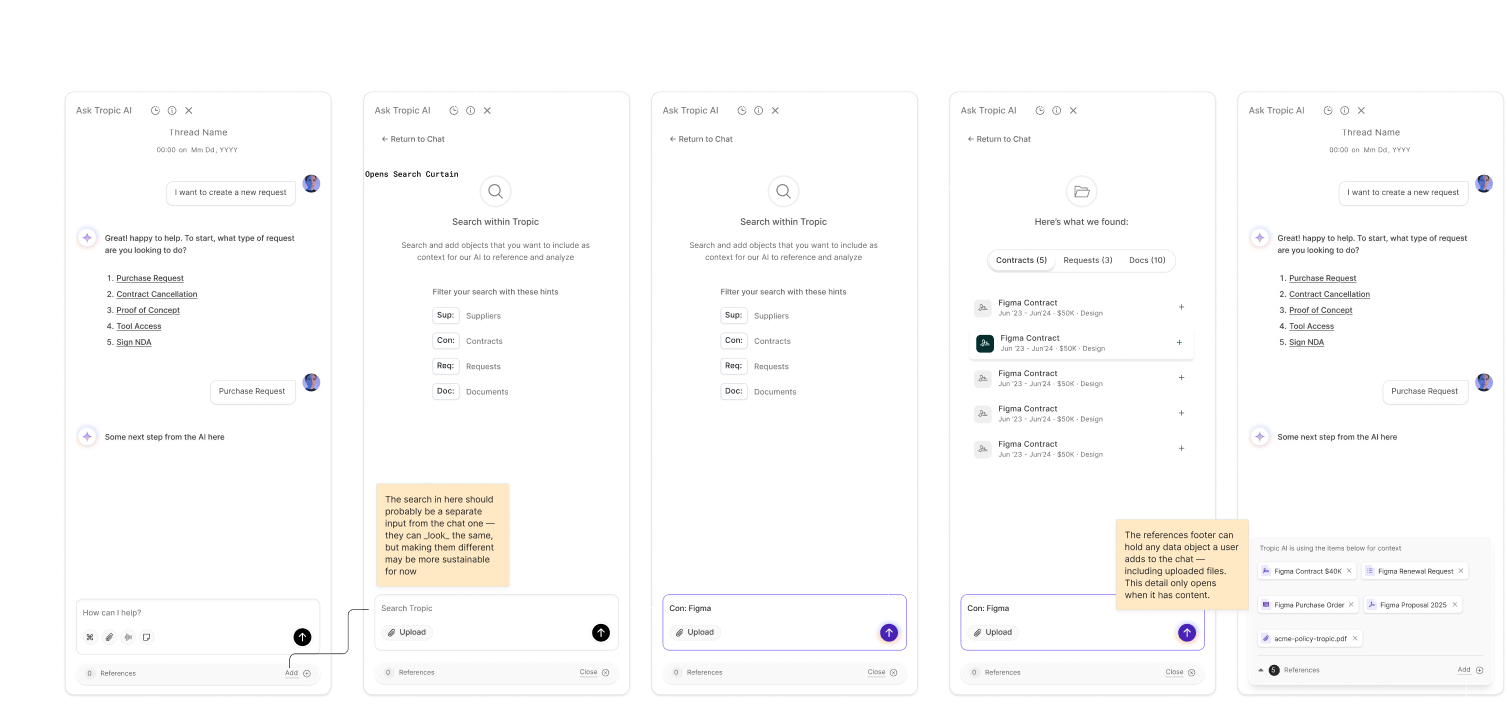 Ask Tropic AI
Thread Name
00:00 on Mm Dd, YYYY
I want to create a new request
Great! happy to help. To start, what type of request
are you looking to do?
1. Purchase Request
2. Contract Cancellation
3. Proof of Concept
4. Tool Access
5. Sign NDA
Purchase Request
Some next step from the AI here
How can I help?
0 References
Add
Ask Tropic AI
← Return to Chat
Opens Search Curtain
Search within Tropic
Search and add objects that you want to include as
context for our AI to reference and analyze
Filter your search with these hints
Sup: Suppliers
Con: Contracts
Req: Requests
Doc: Documents
The search in here should
probably be a separate
input from the chat one —
they can _look_ the same,
but making them different
may be more sustainable
for now
Search Tropic
Upload
0 References
Close
Ask Tropic AI
← Return to Chat
Search within Tropic
Search and add objects that you want to include as
context for our AI to reference and analyze
Filter your search with these hints
Sup: Suppliers
Con: Contracts
Req: Requests
Doc: Documents
Con: Figma
Upload
0 References
Close
Ask Tropic AI
← Return to Chat
Here's what we found:
Contracts (5)
Requests (3)
Docs (10)
Figma Contract
Jun '23 - Jun'24 · $50K · Design
Figma Contract
Jun '23 - Jun'24 · $50K · Design
Figma Contract
Jun '23 - Jun'24 · $50K · Design
Figma Contract
Jun '23 - Jun'24 · $50K · Design
Figma Contract
Jun '23 - Jun'24 · $50K · Design
The references footer can
hold any data object a user
adds to the chat —
including uploaded files.
This detail only opens
when it has content.
Con: Figma
Upload
0 References
Close
Ask Tropic AI
Thread Name
00:00 on Mm Dd, YYYY
I want to create a new request
Great! happy to help. To start, what type of request
are you looking to do?
1. Purchase Request
2. Contract Cancellation
3. Proof of Concept
4. Tool Access
5. Sign NDA
Purchase Request
Some next step from the AI here
Tropic AI is using the items below for context
Figma Contract $40K
Figma Renewal Request
Figma Purchase Order
Figma Proposal 2025
acme-policy-tropic.pdf
5 References
Add